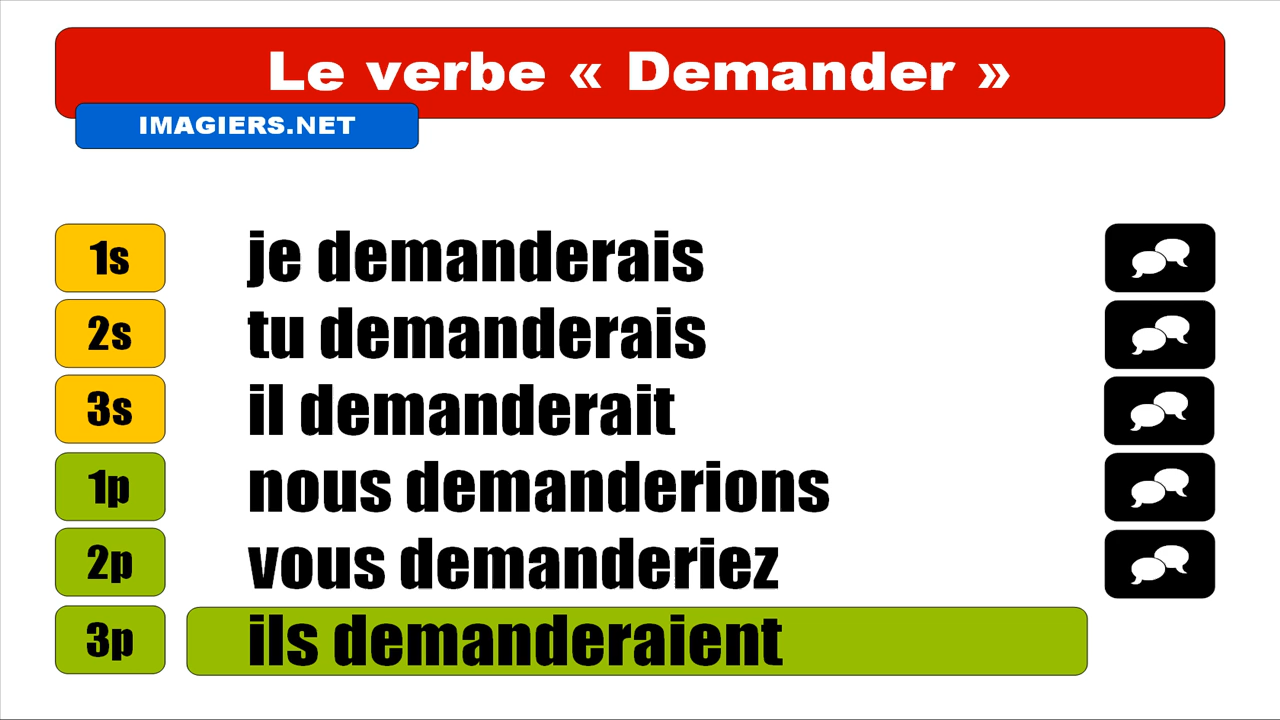 Le verbe « Demander »
IMAGIERS.NET
1s je demanderais
2s tu demanderais
3s il demanderait
1p nous demanderions
2p vous demanderiez
3p ils demanderaient